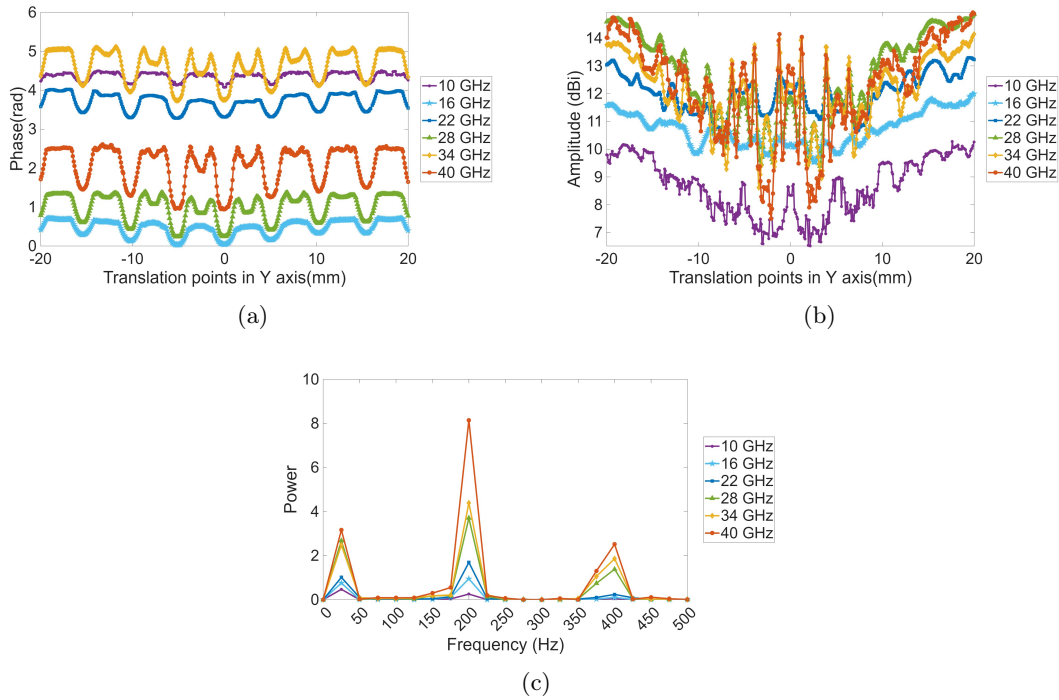 6
5
4
3
2
1
0
Phase(rad)
-20
-10
0
10
20
Translation points in Y axis(mm)
10 GHz
16 GHz
22 GHz
28 GHz
34 GHz
40 GHz
(a)
14
13
12
11
10
9
8
7
Amplitude (dBi)
-20
-10
0
10
20
Translation points in Y axis(mm)
10 GHz
16 GHz
22 GHz
28 GHz
34 GHz
40 GHz
(b)
10
8
6
4
2
0
Power
0
50
100
150
200
250
300
350
400
450
500
Frequency (Hz)
10 GHz
16 GHz
22 GHz
28 GHz
34 GHz
40 GHz
(c)